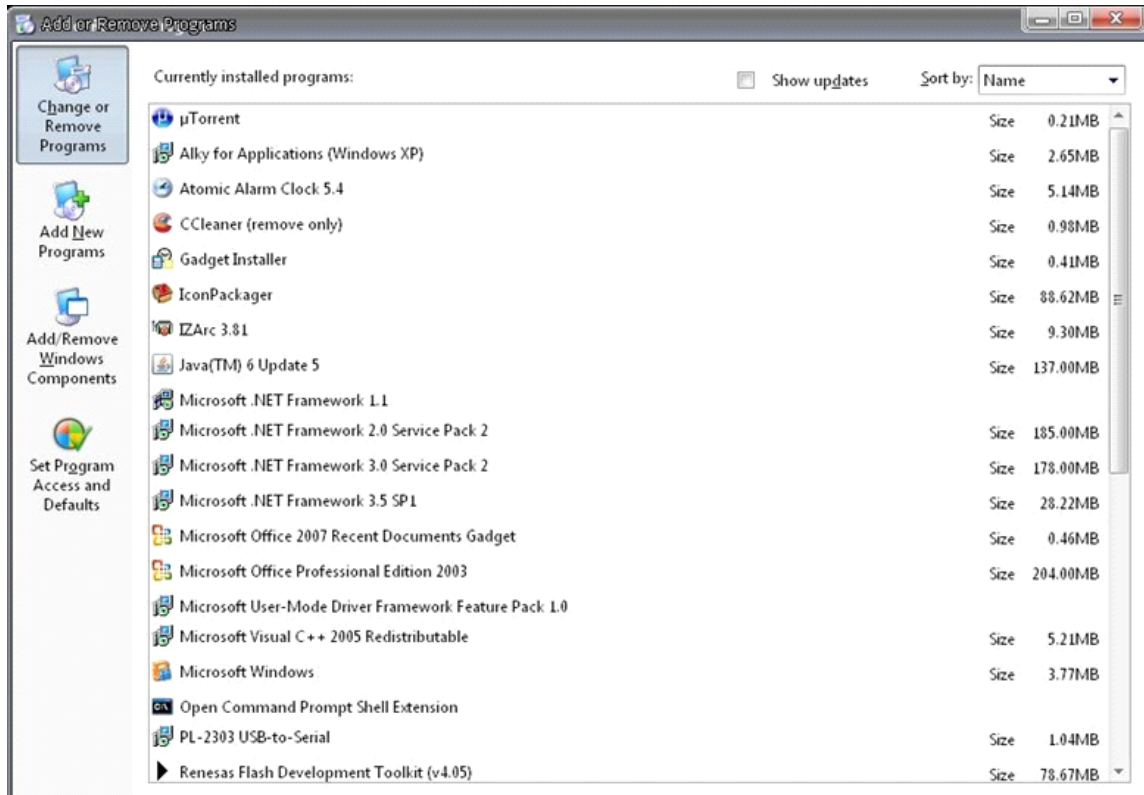 Add or Remove Programs
Change or
Remove
Programs
Add New
Programs
Add/Remove
Windows
Components
Set Program
Access and
Defaults
Currently installed programs:
Show updates
Sort by: Name
µTorrent Size 0.21MB
Alky for Applications (Windows XP) Size 2.65MB
Atomic Alarm Clock 5.4 Size 5.14MB
CCleaner (remove only) Size 0.98MB
Gadget Installer Size 0.41MB
IconPackager Size 88.62MB
IZArc 3.81 Size 9.30MB
Java(TM) 6 Update 5 Size 137.00MB
Microsoft .NET Framework 1.1
Microsoft .NET Framework 2.0 Service Pack 2 Size 185.00MB
Microsoft .NET Framework 3.0 Service Pack 2 Size 178.00MB
Microsoft .NET Framework 3.5 SP1 Size 28.22MB
Microsoft Office 2007 Recent Documents Gadget Size 0.46MB
Microsoft Office Professional Edition 2003 Size 204.00MB
Microsoft User-Mode Driver Framework Feature Pack 1.0
Microsoft Visual C++ 2005 Redistributable Size 5.21MB
Microsoft Windows Size 3.77MB
Open Command Prompt Shell Extension
PL-2303 USB-to-Serial Size 1.04MB
Renesas Flash Development Toolkit (v4.05) Size 78.67MB